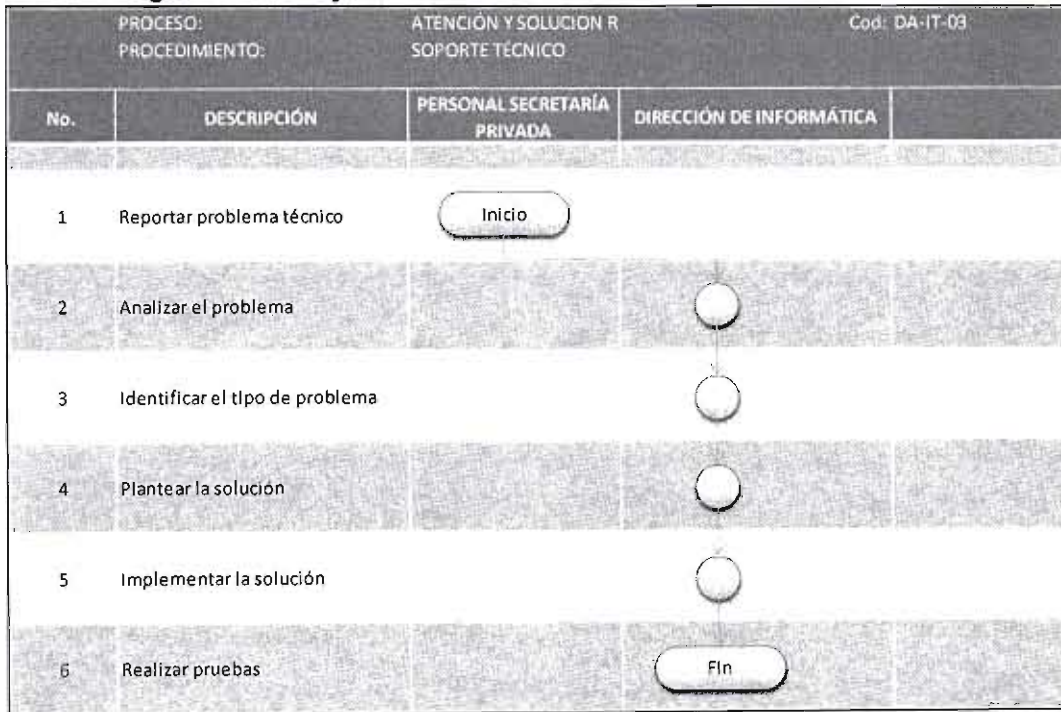 PROCESO: ATENCIÓN Y SOLUCION R Cod: DA-IT-03
PROCEDIMIENTO: SOPORTE TÉCNICO
No. DESCRIPCIÓN PERSONAL SECRETARÍA PRIVADA DIRECCIÓN DE INFORMÁTICA
1 Reportar problema técnico Inicio
2 Analizar el problema
3 Identificar el tipo de problema
4 Plantear la solución
5 Implementar la solución
6 Realizar pruebas Fin